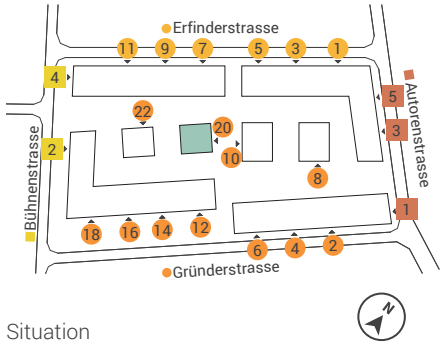 Erfinderstrasse
11 9 7 5 3 1
4
5
Autorenstrasse
22
20
3
2
10
8
Bühnenstrasse
1
18 16 14 12
6 4 2
Gründerstrasse
Situation
N